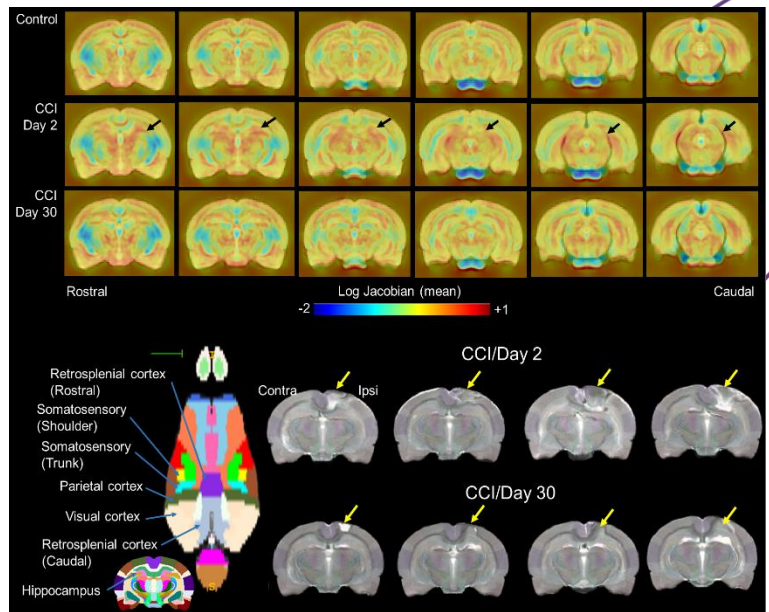 Control
CCI
Day 2
CCI
Day 30
Rostral
Log Jacobian (mean)
Caudal
-2
+1
Retrosplenial cortex
(Rostral)
Somatosensory
(Shoulder)
Somatosensory
(Trunk)
Parietal cortex
Visual cortex
Retrosplenial cortex
(Caudal)
Hippocampus
CCI/Day 2
Contra
Ipsi
CCI/Day 30